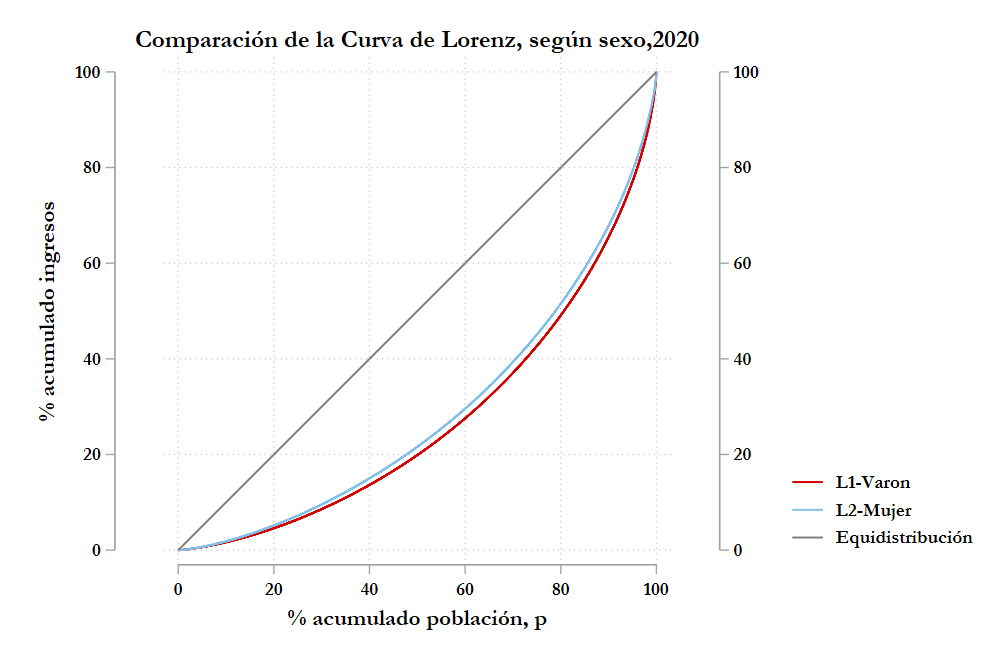 Comparación de la Curva de Lorenz, según sexo,2020
% acumulado ingresos
100
80
60
40
20
0
100
80
60
40
20
0
0 20 40 60 80 100
% acumulado población, p
L1-Varon
L2-Mujer
Equidistribución